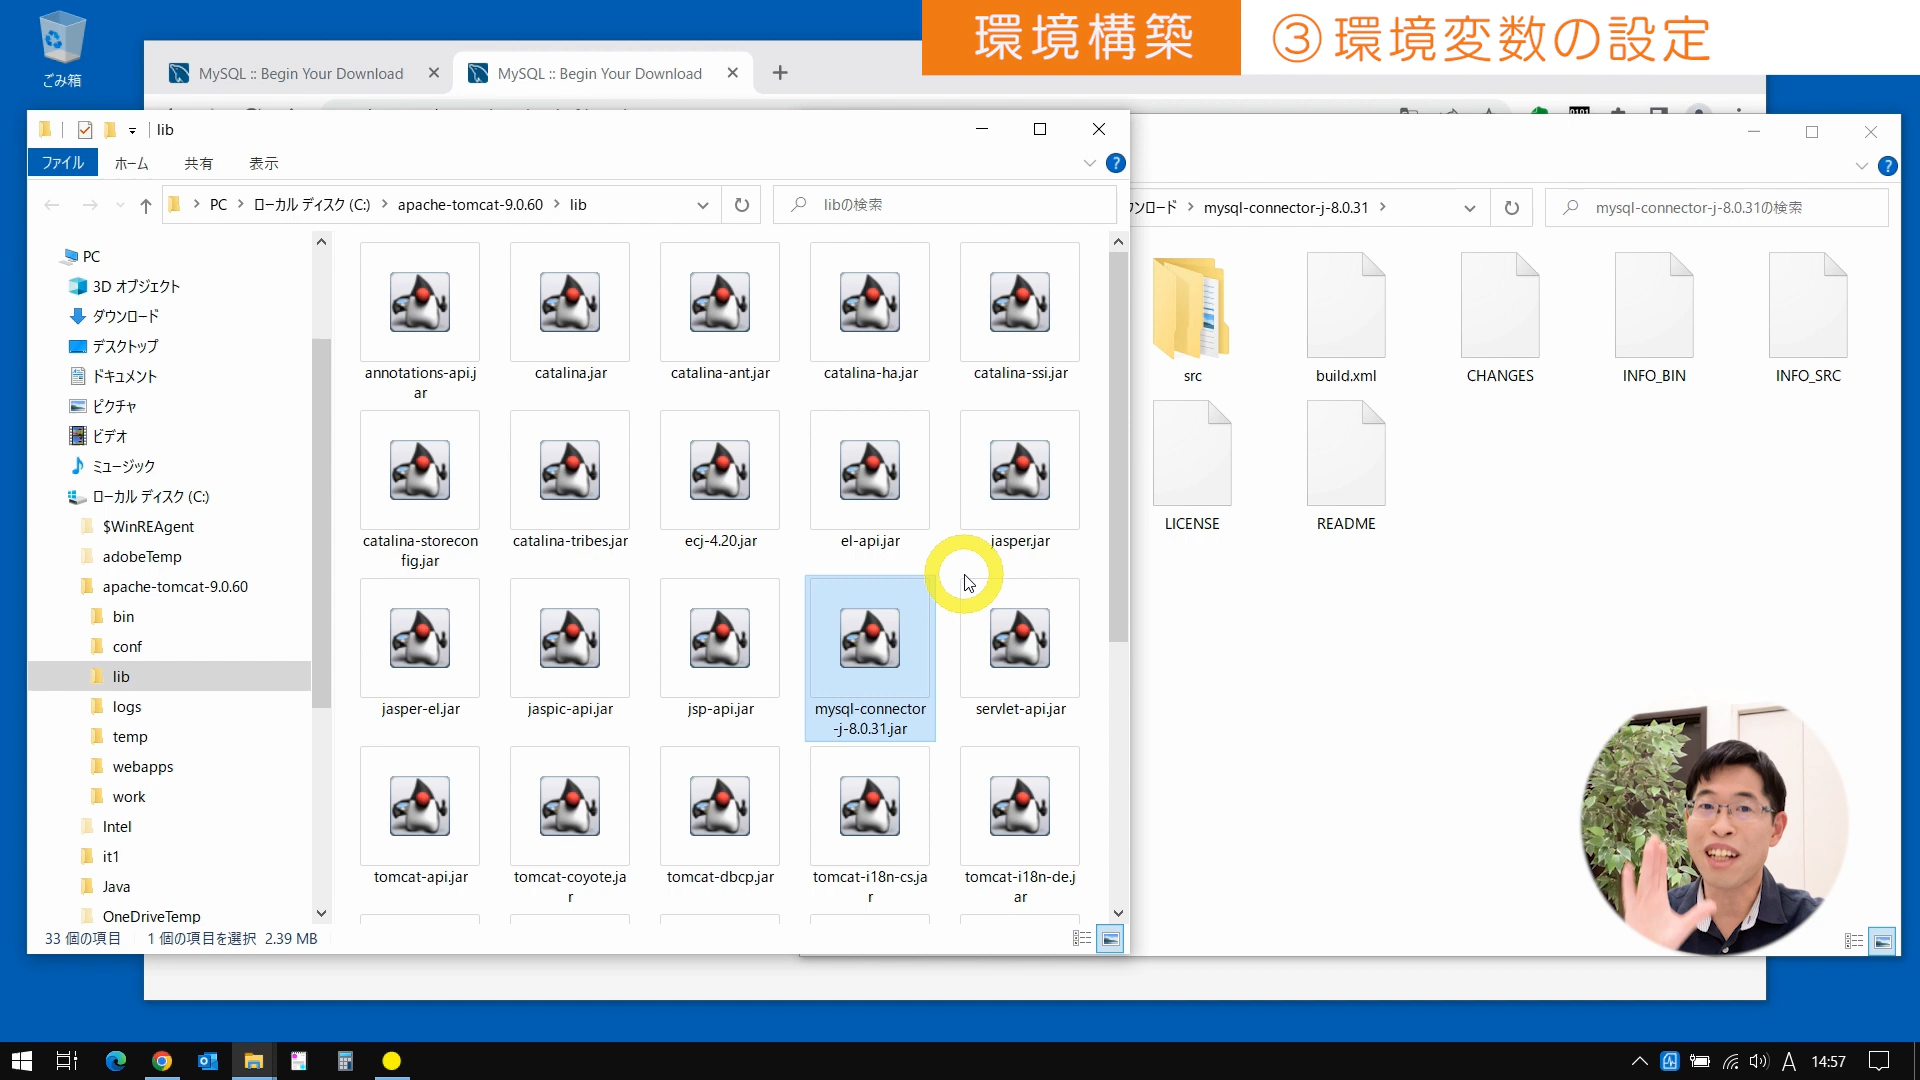 環境構築
③環境変数の設定
ごみ箱
MySQL :: Begin Your Download
MySQL :: Begin Your Download
lib
ファイル
ホーム
共有
表示
PC
ローカル ディスク (C:)
apache-tomcat-9.0.60
lib
libの検索
PC
3D オブジェクト
ダウンロード
デスクトップ
ドキュメント
ピクチャ
ビデオ
ミュージック
ローカル ディスク (C:)
$WinREAgent
adobeTemp
apache-tomcat-9.0.60
bin
conf
lib
logs
temp
webapps
work
Intel
it1
Java
OneDriveTemp
annotations-api.j
ar
catalina.jar
catalina-ant.jar
catalina-ha.jar
catalina-ssi.jar
catalina-storecon
fig.jar
catalina-tribes.jar
ecj-4.20.jar
el-api.jar
jasper.jar
jasper-el.jar
jaspic-api.jar
jsp-api.jar
mysql-connector
-j-8.0.31.jar
servlet-api.jar
tomcat-api.jar
tomcat-coyote.ja
r
tomcat-dbcp.jar
tomcat-i18n-cs.ja
r
tomcat-i18n-de.j
ar
33 個の項目
1 個の項目を選択 2.39 MB
ンロード
mysql-connector-j-8.0.31
mysql-connector-j-8.0.31の検索
src
build.xml
CHANGES
INFO_BIN
INFO_SRC
LICENSE
README
A
14:57